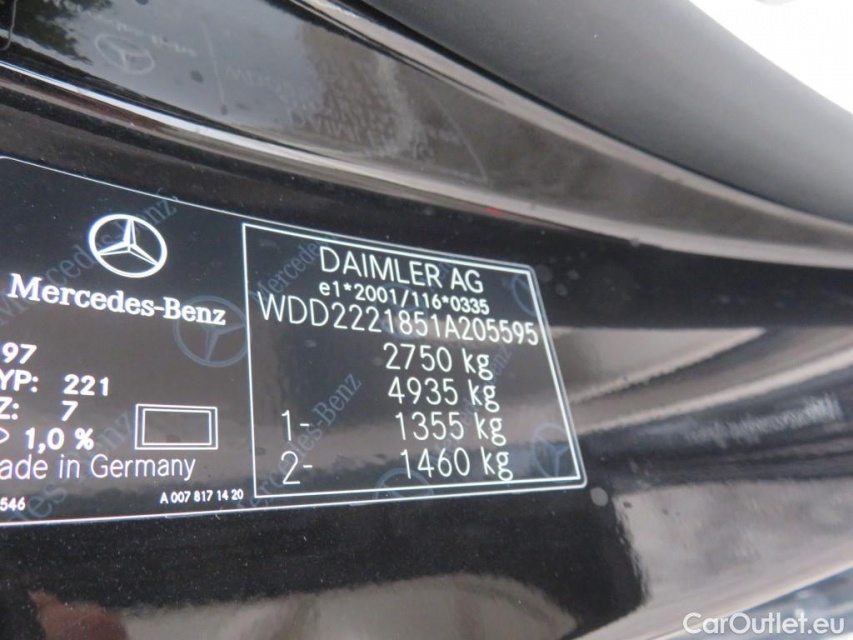 Mercedes-Benz
97
YP: 221
Z: 7
1,0 %
ade in Germany
546
A 007 817 14 20
DAIMLER AG
e1*2001/116*0335
WDD2221851A205595
2750 kg
4935 kg
1- 1355 kg
2- 1460 kg
CarOutlet.eu